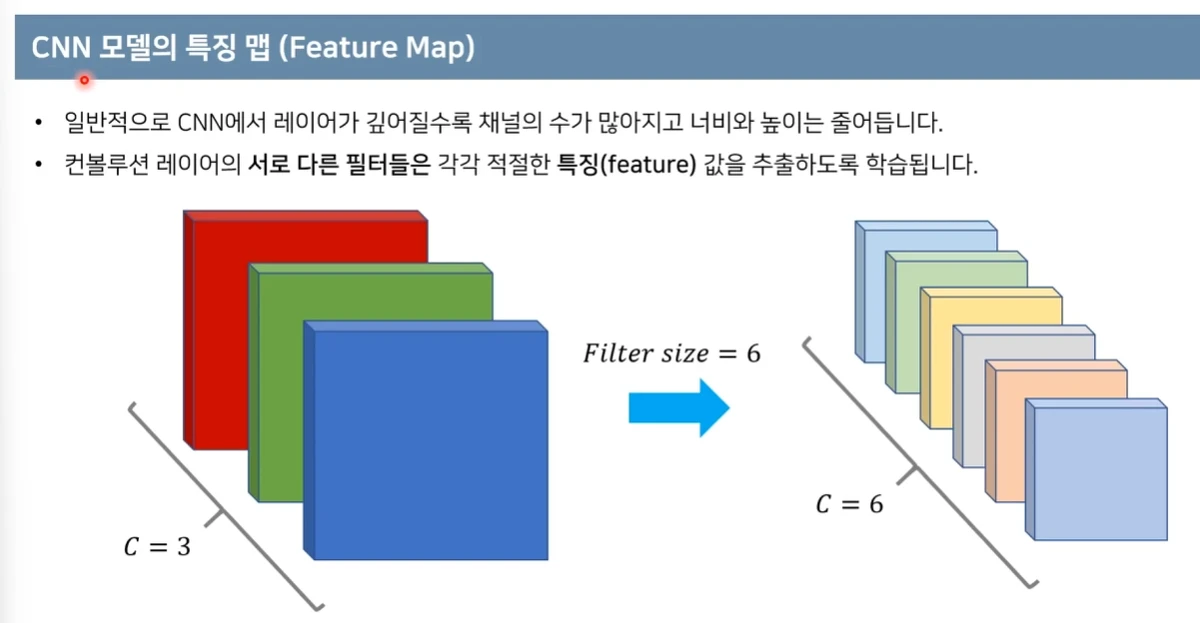 CNN 모델의 특징 맵 (Feature Map)
• 일반적으로 CNN에서 레이어가 깊어질수록 채널의 수가 많아지고 너비와 높이는 줄어듭니다.
• 컨볼루션 레이어의 서로 다른 필터들은 각각 적절한 특징(feature) 값을 추출하도록 학습됩니다.
Filter size = 6
C = 3
C = 6